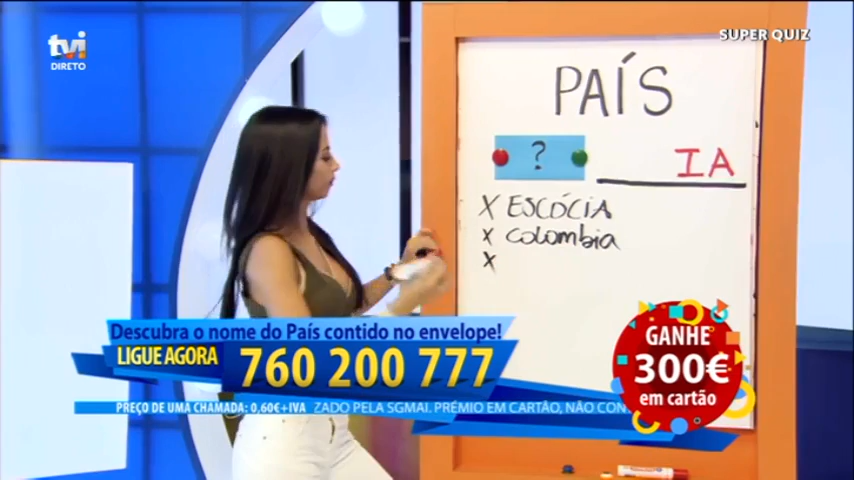 tvi
DIRETO
SUPER QUIZ
PAÍS
?
IA
X ESCÓCIA
X Colombia
X
Descubra o nome do País contido no envelope!
LIGUE AGORA 760 200 777
PREÇO DE UMA CHAMADA: 0,60€+IVA ZADO PELA SGMAI. PRÉMIO EM CARTÃO, NÃO CON
GANHE
300€
em cartão